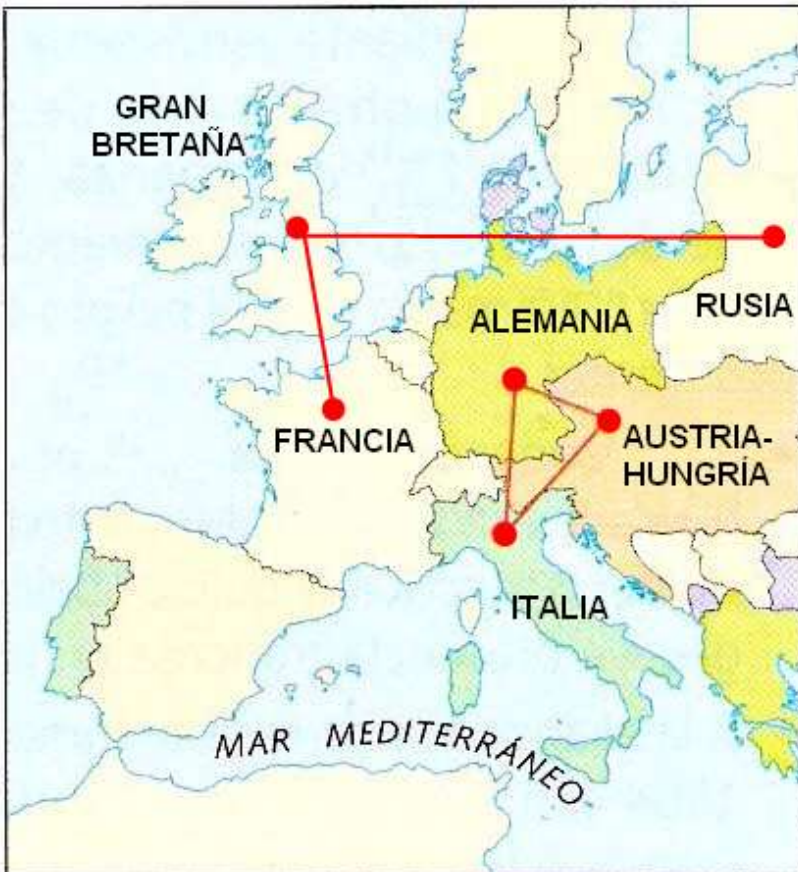 GRAN
BRETAÑA
ALEMANIA
RUSIA
FRANCIA
AUSTRIA-
HUNGRÍA
ITALIA
MAR MEDITERRÁNEO